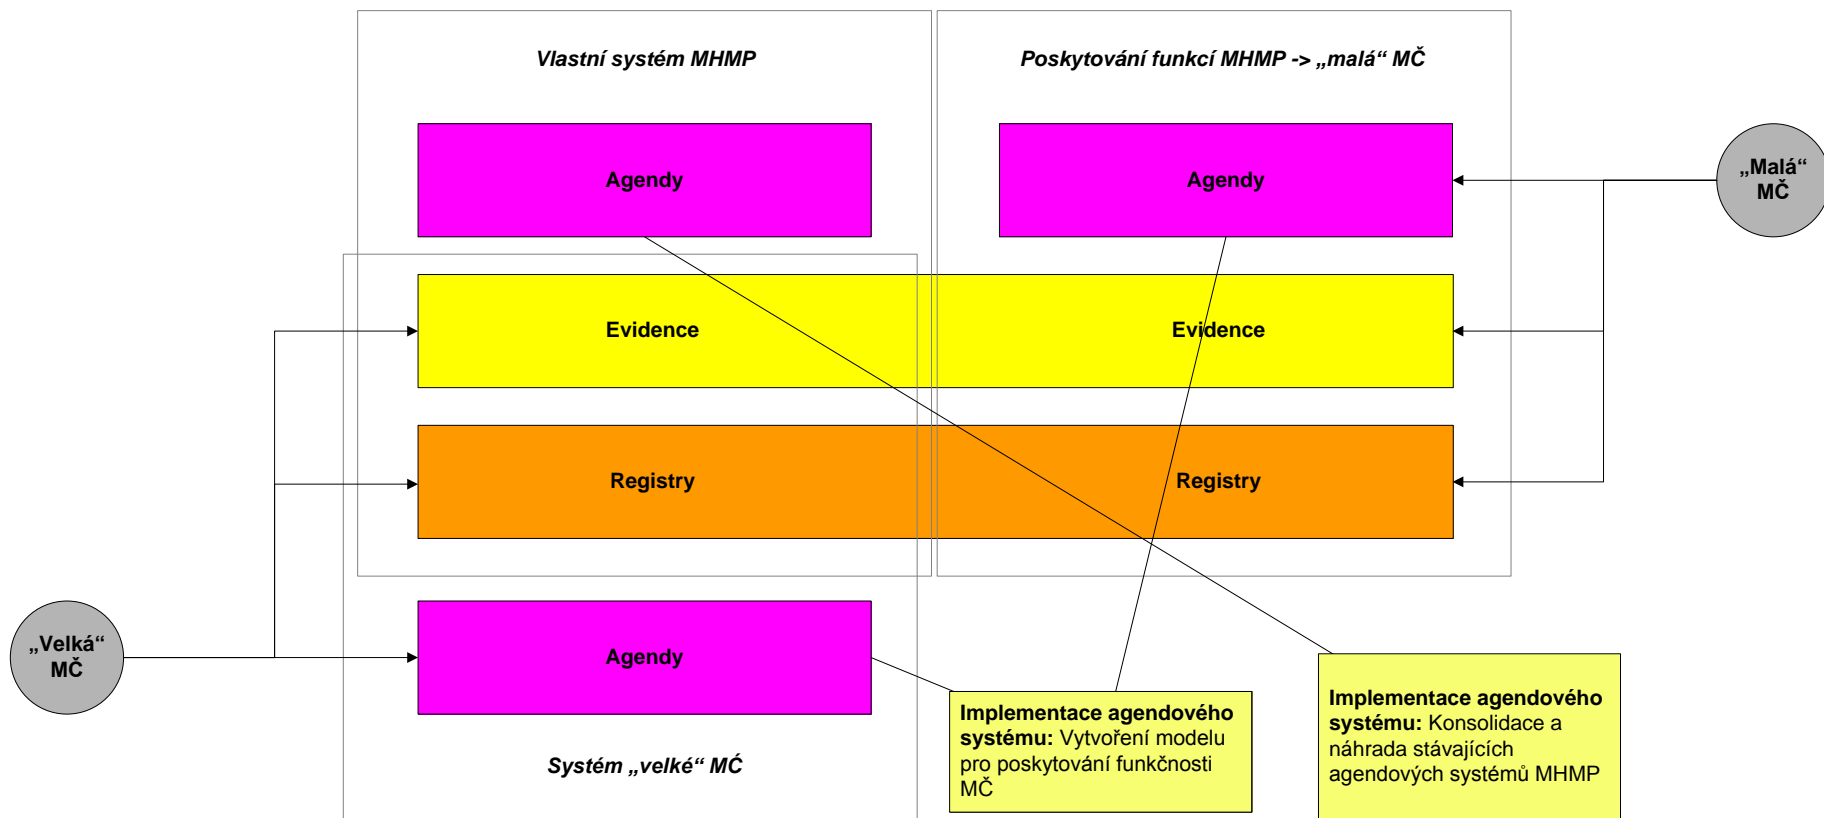 Vlastní systém MHMP
Poskytování funkcí MHMP -> „malá“ MČ
Agendy
Agendy
„Malá“
MČ
Evidence
Evidence
Registry
Registry
„Velká“
MČ
Agendy
Systém „velké“ MĆ
Implementace agendového
systému: Vytvoření modelu
pro poskytování funkčnosti
MČ
Implementace agendového
systému: Konsolidace a
náhrada stávajících
agendových systémů MHMP